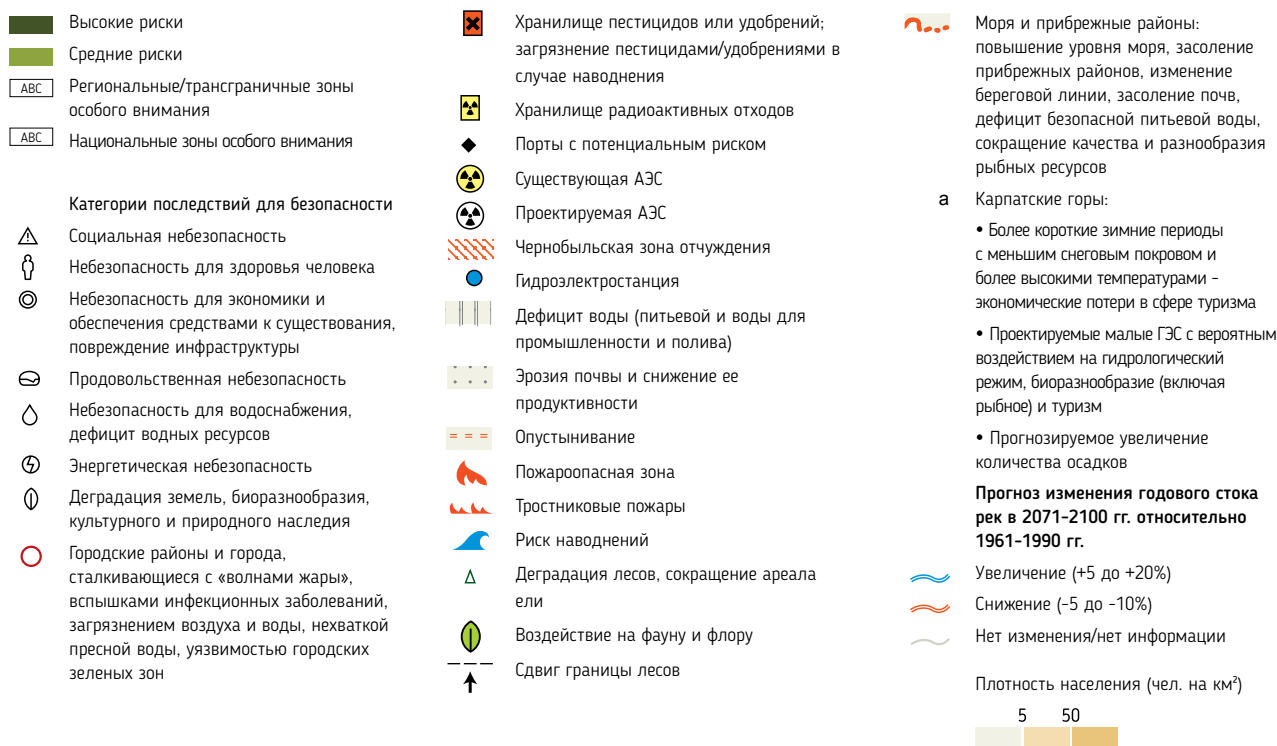 Высокие риски
Средние риски
ABC
Региональные/трансграничные зоны
особого внимания
ABC
Национальные зоны особого внимания
Категории последствий для безопасности
Социальная небезопасность
Небезопасность для здоровья человека
Небезопасность для экономики и
обеспечения средствами к существования,
повреждение инфраструктуры
Продовольственная небезопасность
Небезопасность для водоснабжения,
дефицит водных ресурсов
Энергетическая небезопасность
Деградация земель, биоразнообразия,
культурного и природного наследия
Городские районы и города,
сталкивающиеся с «волнами жары»,
вспышками инфекционных заболеваний,
загрязнением воздуха и воды, нехваткой
пресной воды, уязвимостью городских
зеленых зон
Хранилище пестицидов или удобрений;
загрязнение пестицидами/удобрениями в
случае наводнения
Хранилище радиоактивных отходов
Порты с потенциальным риском
Существующая АЭС
Проектируемая АЭС
Чернобыльская зона отчуждения
Гидроэлектростанция
Дефицит воды (питьевой и воды для
промышленности и полива)
Эрозия почвы и снижение ее
продуктивности
Опустынивание
Пожароопасная зона
Тростниковые пожары
Риск наводнений
Деградация лесов, сокращение ареала
ели
Воздействие на фауну и флору
Сдвиг границы лесов
Моря и прибрежные районы:
повышение уровня моря, засоление
прибрежных районов, изменение
береговой линии, засоление почв,
дефицит безопасной питьевой воды,
сокращение качества и разнообразия
рыбных ресурсов
а Карпатские горы:
• Более короткие зимние периоды
с меньшим снеговым покровом и
более высокими температурами -
экономические потери в сфере туризма
• Проектируемые малые ГЭС с вероятным
воздействием на гидрологический
режим, биоразнообразие (включая
рыбное) и туризм
• Прогнозируемое увеличение
количества осадков
Прогноз изменения годового стока
рек в 2071-2100 гг. относительно
1961-1990 гг.
Увеличение (+5 до +20%)
Снижение (-5 до -10%)
Нет изменения/нет информации
Плотность населения (чел. на км²)
5 50